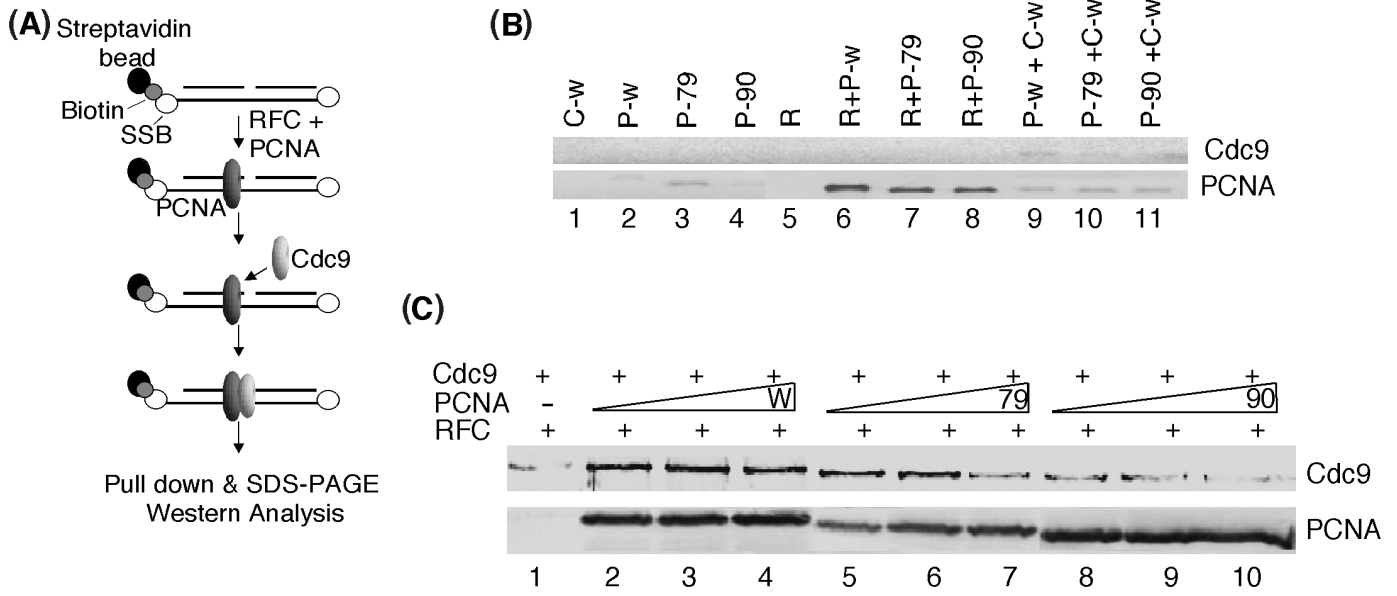 (A)
Streptavidin
bead
Biotin
SSB
RFC +
PCNA
PCNA
Cdc9
Pull down & SDS-PAGE
Western Analysis
(B)
C-w
P-w
P-79
P-90
R
R+P-w
R+P-79
R+P-90
P-w + C-w
P-79 +C-w
P-90 +C-w
Cdc9
PCNA
1 2 3 4 5 6 7 8 9 10 11
(C)
Cdc9 + + + + + + + + + +
PCNA - W 79 90
RFC + + + + + + + + + +
Cdc9
PCNA
1 2 3 4 5 6 7 8 9 10